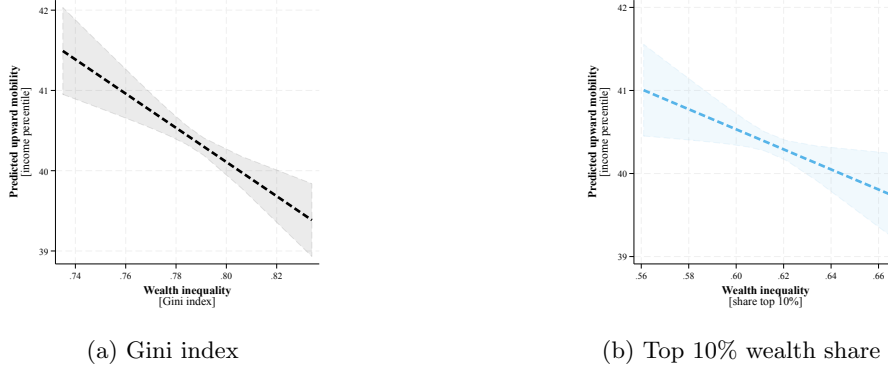 42
41
40
39
Predicted upward mobility
[income percentile]
.74 .76 .78 .80 .82
Wealth inequality
[Gini index]
(a) Gini index
42
41
40
39
Predicted upward mobility
[income percentile]
.56 .58 .60 .62 .64 .66
Wealth inequality
[share top 10%]
(b) Top 10% wealth share